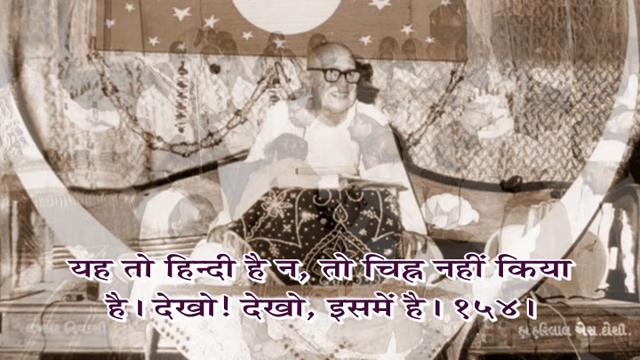 यह तो हिन्दी है न, तो चिह्न नहीं किया
है। देखो! देखो, इसमें है। १५४।